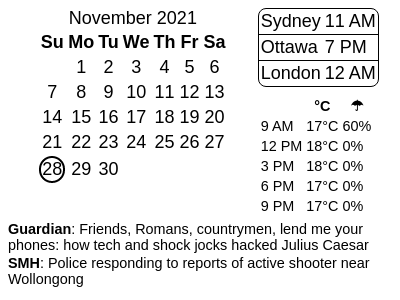 November 2021
Su Mo Tu We Th Fr Sa
1 2 3 4 5 6
7 8 9 10 11 12 13
14 15 16 17 18 19 20
21 22 23 24 25 26 27
28 29 30
Sydney 11 AM
Ottawa 7 PM
London 12 AM
°C ☂
9 AM 17°C 60%
12 PM 18°C 0%
3 PM 18°C 0%
6 PM 17°C 0%
9 PM 17°C 0%
Guardian: Friends, Romans, countrymen, lend me your
phones: how tech and shock jocks hacked Julius Caesar
SMH: Police responding to reports of active shooter near
Wollongong